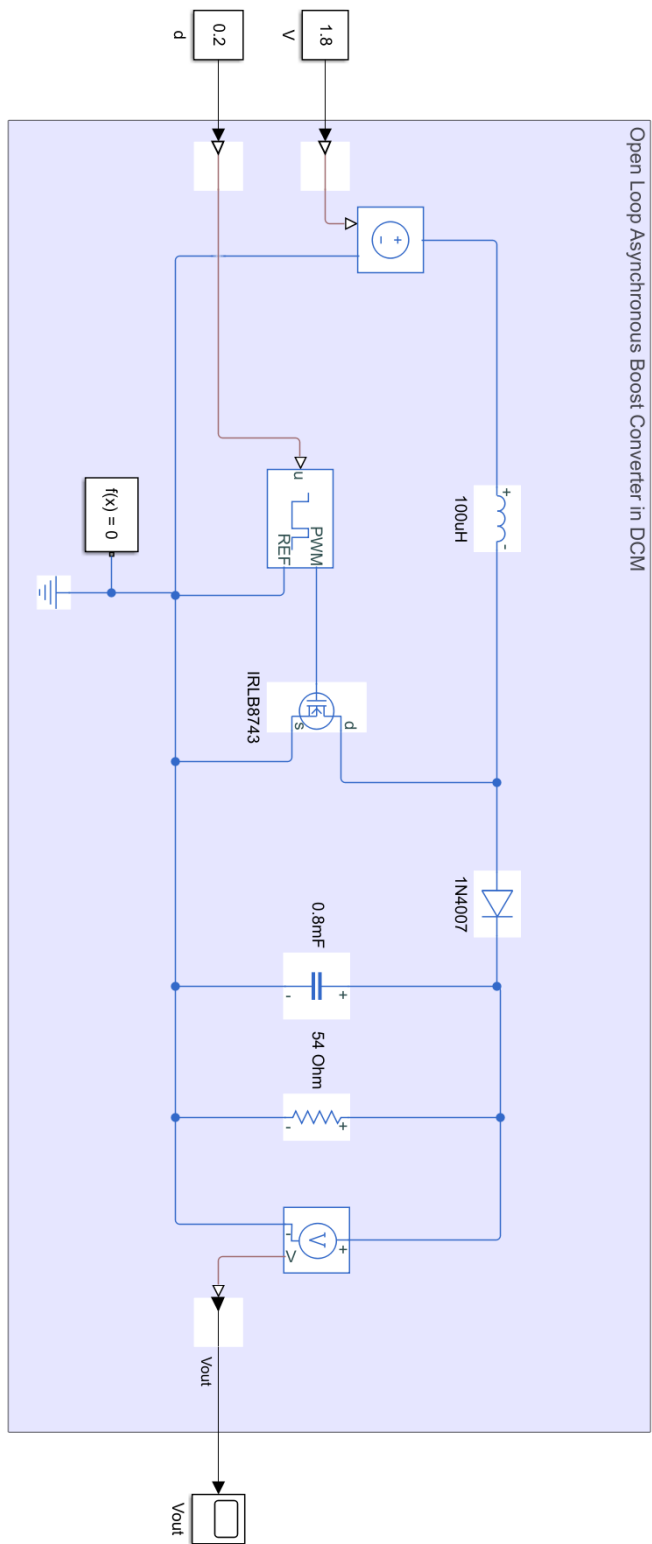 Open Loop Asynchronous Boost Converter in DCM
1.8
V
0.2
d
+
-
100uH
+
-
u
PWM
REF
f(x) = 0
IRLB8743
d
s
1N4007
0.8mF
+
-
54 Ohm
+
-
V
+
-
V
Vout
Vout